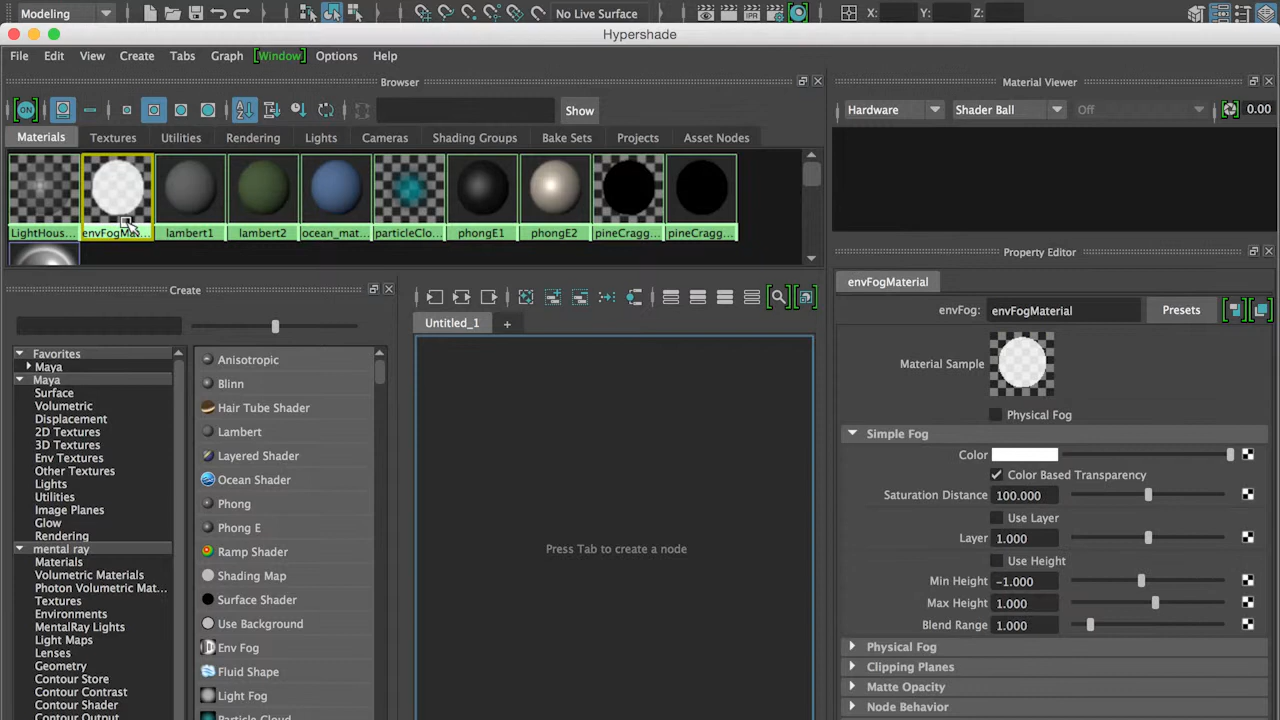 Modeling No Live Surface X: Y: Z:
Hypershade
File Edit View Create Tabs Graph [Window] Options Help
Browser Material Viewer
ON Show Hardware Shader Ball Off 0.00
Materials Textures Utilities Rendering Lights Cameras Shading Groups Bake Sets Projects Asset Nodes
LightHous... envFogMa... lambert1 lambert2 ocean_mat... particleClo... phongE1 phongE2 pineCragg... pineCragg...
Property Editor
Create
envFogMaterial
envFog: envFogMaterial Presets
Untitled_1 +
Material Sample
Physical Fog
Simple Fog
Color
Color Based Transparency
Saturation Distance 100.000
Use Layer
Layer 1.000
Use Height
Min Height -1.000
Max Height 1.000
Blend Range 1.000
Physical Fog
Clipping Planes
Matte Opacity
Node Behavior
Press Tab to create a node
Favorites
Maya
Maya
Surface
Volumetric
Displacement
2D Textures
3D Textures
Env Textures
Other Textures
Lights
Utilities
Image Planes
Glow
Rendering
mental ray
Materials
Volumetric Materials
Photon Volumetric Mat...
Textures
Environments
MentalRay Lights
Light Maps
Lenses
Geometry
Contour Store
Contour Contrast
Contour Shader
Contour Output
Anisotropic
Blinn
Hair Tube Shader
Lambert
Layered Shader
Ocean Shader
Phong
Phong E
Ramp Shader
Shading Map
Surface Shader
Use Background
Env Fog
Fluid Shape
Light Fog
Particle Cloud